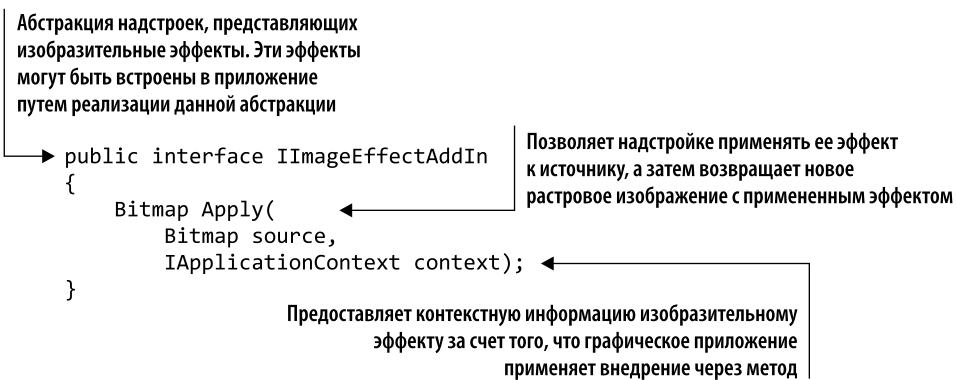 Абстракция надстроек, представляющих
изобразительные эффекты. Эти эффекты
могут быть встроены в приложение
путем реализации данной абстракции
public interface IImageEffectAddIn
{
Позволяет надстройке применять ее эффект
к источнику, а затем возвращает новое
растровое изображение с примененным эффектом
Bitmap Apply(
Bitmap source,
IApplicationContext context);
}
Предоставляет контекстную информацию изобразительному
эффекту за счет того, что графическое приложение
применяет внедрение через метод